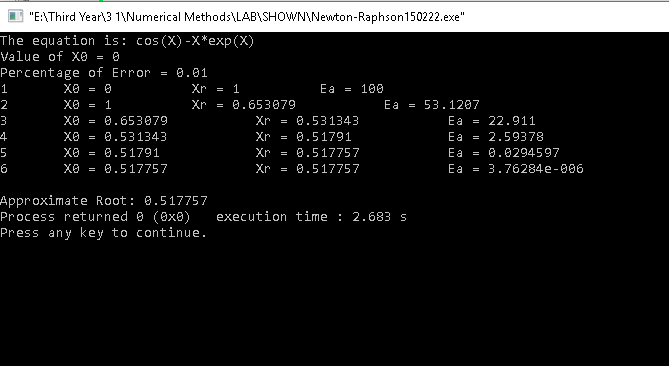 "E:\Third Year\3 1\Numerical Methods\LAB\SHOWN\Newton-Raphson150222.exe"
The equation is: cos(X)-X*exp(X)
Value of X0 = 0
Percentage of Error = 0.01
1 X0 = 0 Xr = 1 Ea = 100
2 X0 = 1 Xr = 0.653079 Ea = 53.1207
3 X0 = 0.653079 Xr = 0.531343 Ea = 22.911
4 X0 = 0.531343 Xr = 0.51791 Ea = 2.59378
5 X0 = 0.51791 Xr = 0.517757 Ea = 0.0294597
6 X0 = 0.517757 Xr = 0.517757 Ea = 3.76284e-006
Approximate Root: 0.517757
Process returned 0 (0x0) execution time : 2.683 s
Press any key to continue.